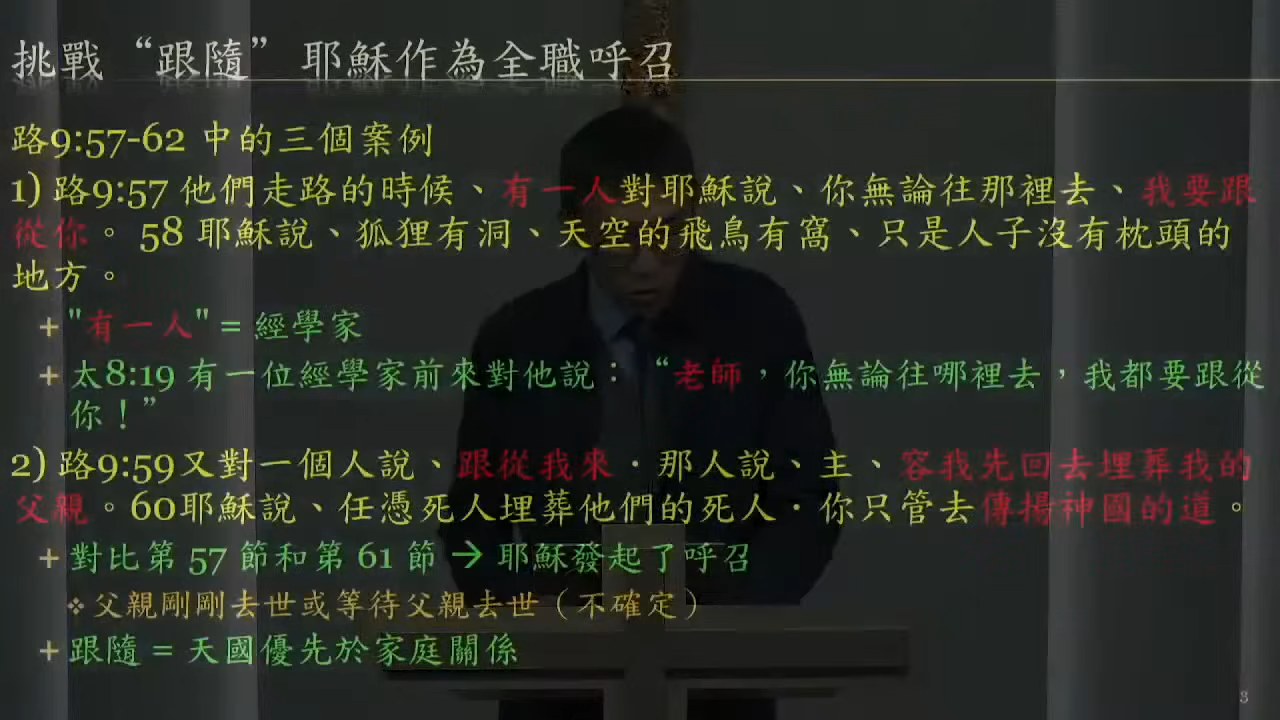 挑戰“跟隨”耶穌作為全職呼召
路9:57-62 中的三個案例
1) 路9:57 他們走路的時候、有一人對耶穌說、你無論往那裡去、我要跟
從你。 58 耶穌說、狐狸有洞、天空的飛鳥有窩、只是人子沒有枕頭的
地方。
+ "有一人" = 經學家
+ 太8:19 有一位經學家前來對他說：“老師，你無論往哪裡去，我都要跟從
你！”
2) 路9:59又對一個人說、跟從我來．那人說、主、容我先回去埋葬我的
父親。60耶穌說、任憑死人埋葬他們的死人．你只管去傳揚神國的道。
+ 對比第 57 節和第 61 節 → 耶穌發起了呼召
❖ 父親剛剛去世或等待父親去世（不確定）
+ 跟隨 = 天國優先於家庭關係
3